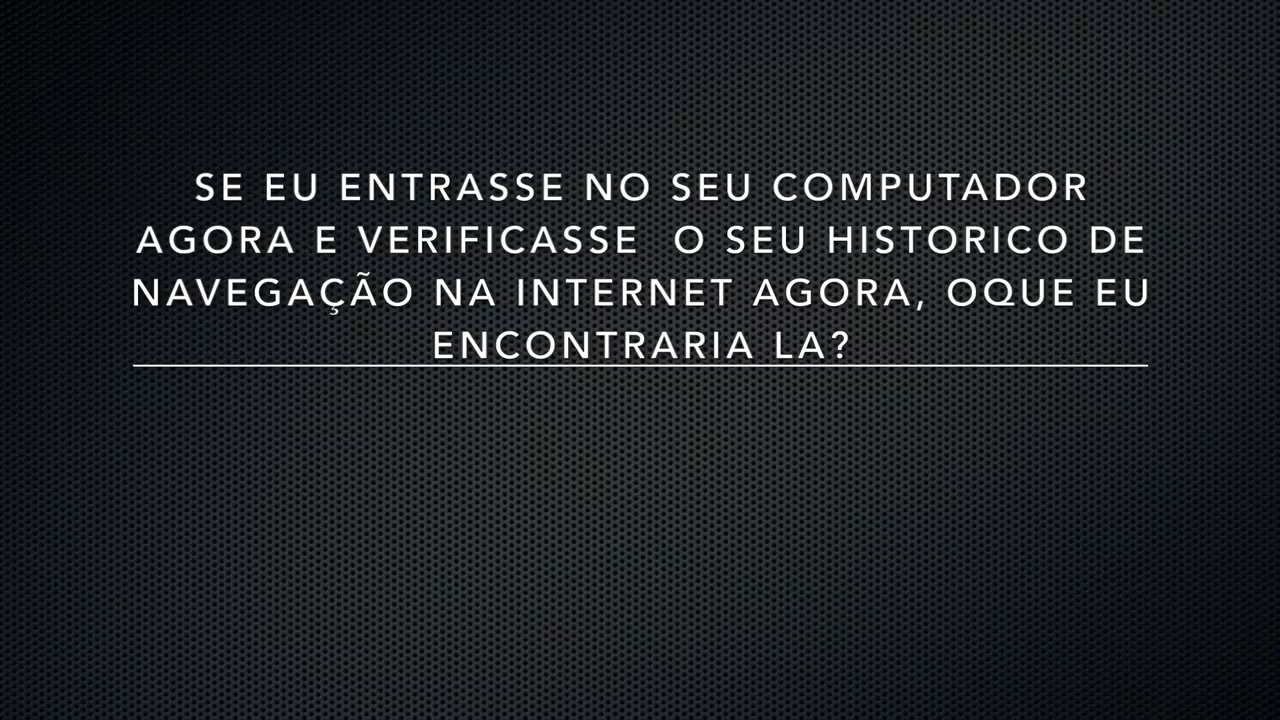 SE EU ENTRASSE NO SEU COMPUTADOR
AGORA E VERIFICASSE  O SEU HISTORICO DE
NAVEGAÇÃO NA INTERNET AGORA, OQUE EU
ENCONTRARIA LA?